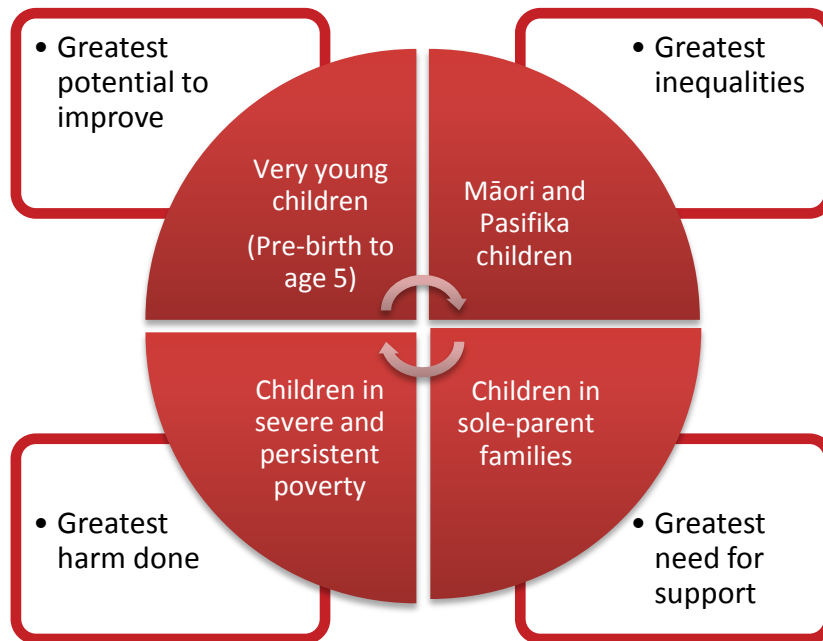 • Greatest
potential to
improve
Very young
children
(Pre-birth to
age 5)
• Greatest
inequalities
Māori and
Pasifika
children
Children in
severe and
persistent
poverty
• Greatest
harm done
Children in
sole-parent
families
• Greatest
need for
support